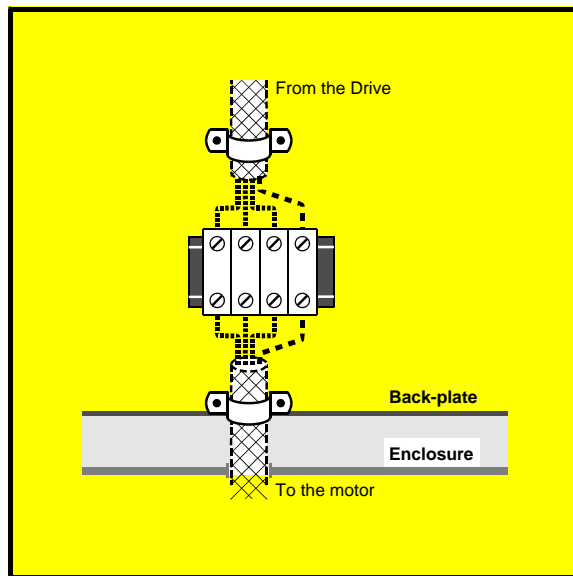 From the Drive
Back-plate
Enclosure
To the motor